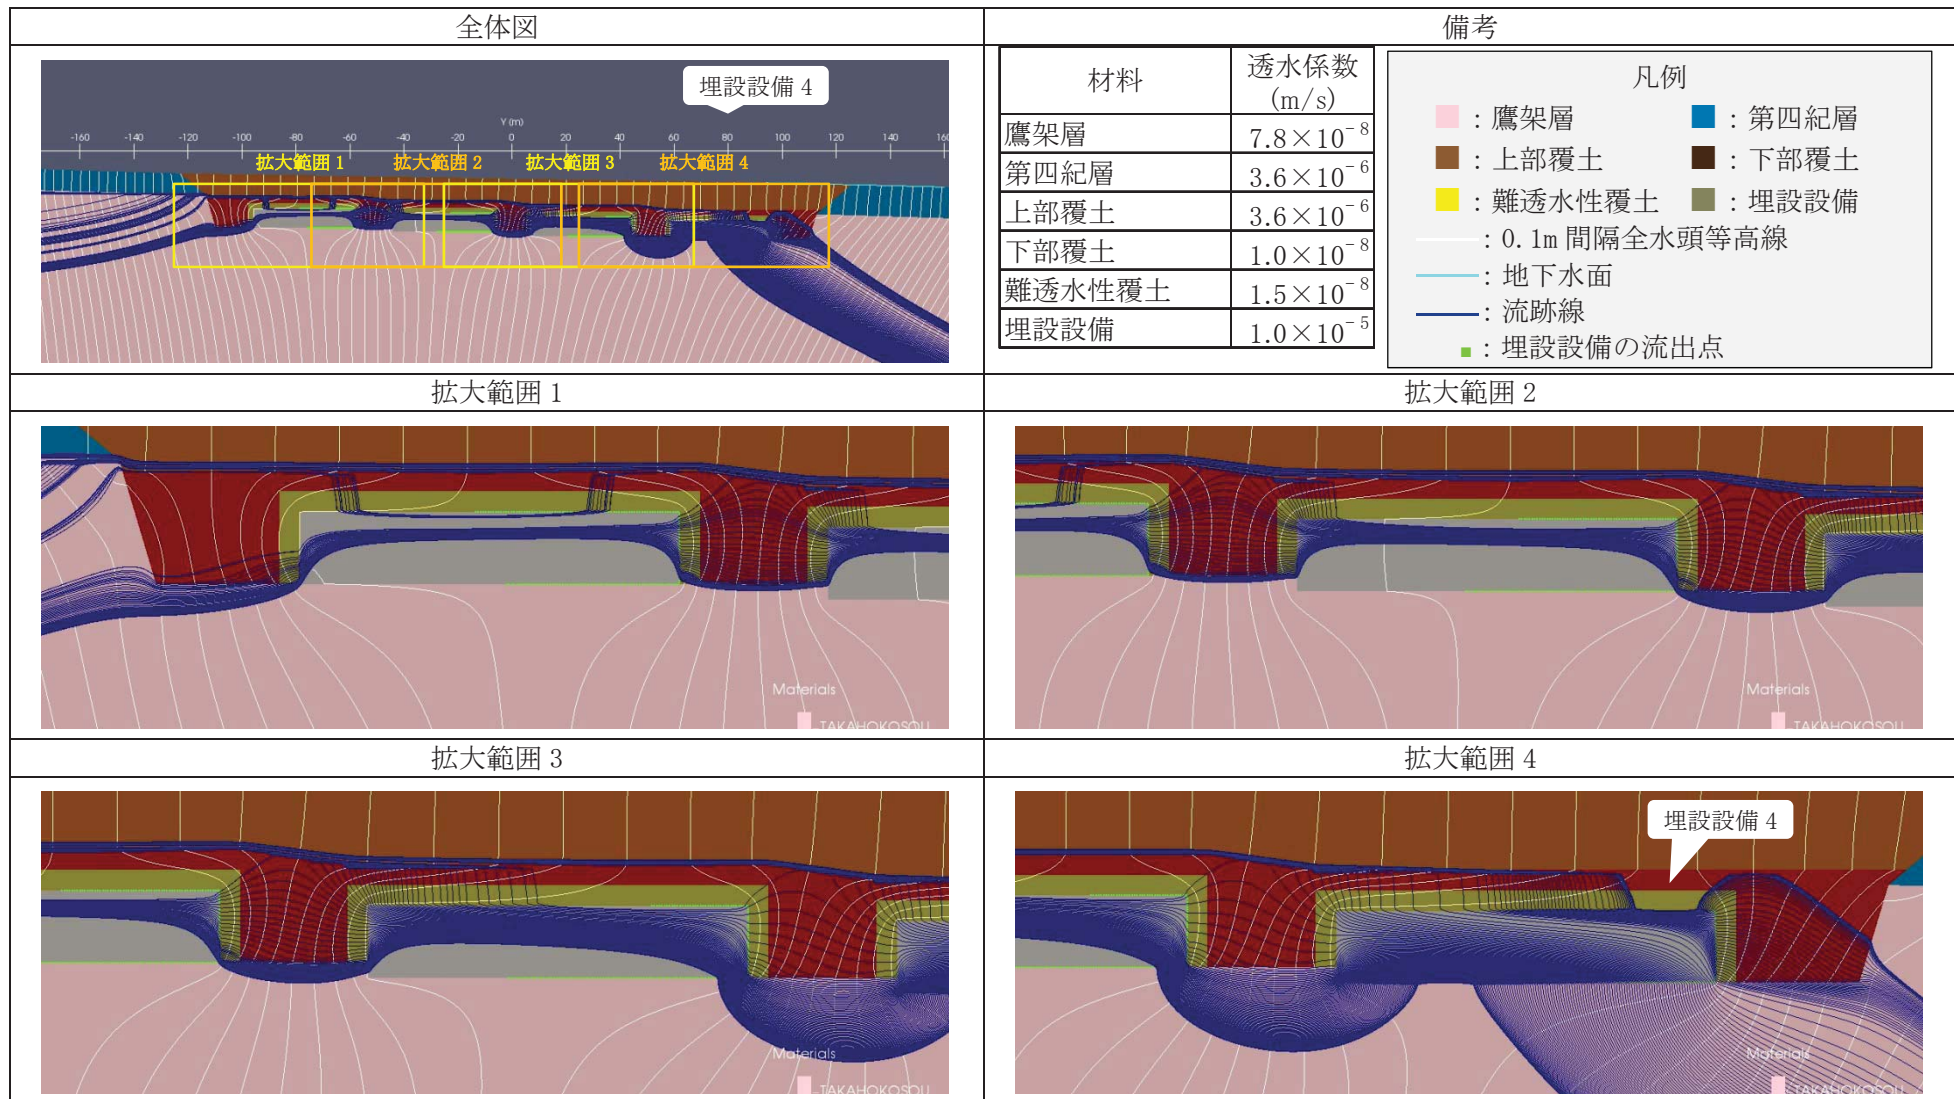 全体図
備考
埋設設備 4
Y (m)
-160 -140 -120 -100 -80 -60 -40 -20 0 20 40 60 80 100 120 140 160
拡大範囲 1 拡大範囲 2 拡大範囲 3 拡大範囲 4
材料 透水係数 (m/s)
鷹架層 7.8×10⁻⁸
第四紀層 3.6×10⁻⁶
上部覆土 3.6×10⁻⁶
下部覆土 1.0×10⁻⁸
難透水性覆土 1.5×10⁻⁸
埋設設備 1.0×10⁻⁵
凡例
：鷹架層 ：第四紀層
：上部覆土 ：下部覆土
：難透水性覆土 ：埋設設備
：0.1m 間隔全水頭等高線
：地下水面
：流跡線
：埋設設備の流出点
拡大範囲 1
拡大範囲 2
Materials
TAKAHOKOSOU
Materials
TAKAHOKOSOU
拡大範囲 3
拡大範囲 4
埋設設備 4
Materials
TAKAHOKOSOU
Materials
TAKAHOKOSOU